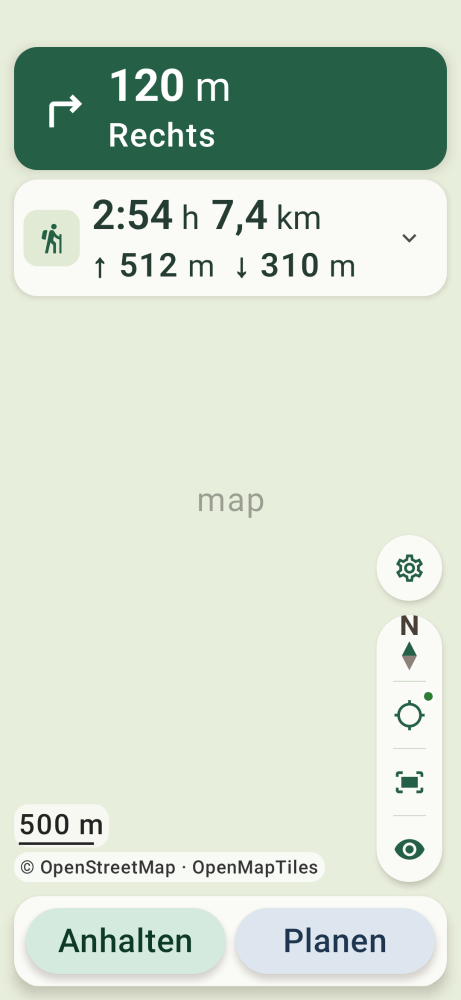 120 m
Rechts
2:54 h 7,4 km
↑ 512 m ↓ 310 m
map
N
500 m
© OpenStreetMap · OpenMapTiles
Anhalten Planen